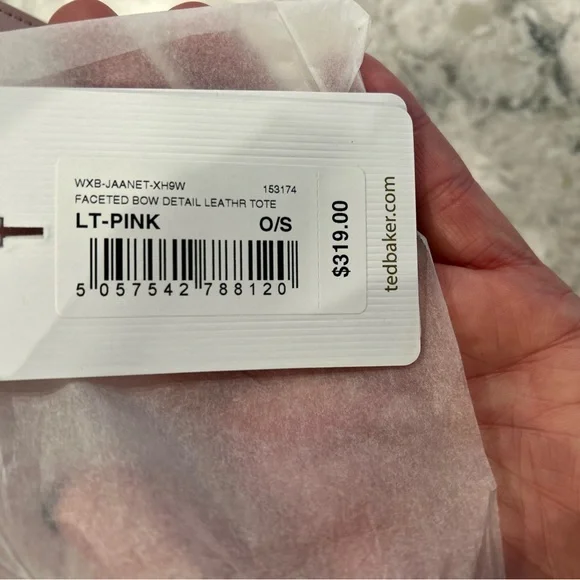 WXB-JAANET-XH9W 153174
FACETED BOW DETAIL LEATHR TOTE
LT-PINK O/S
5 057542 788120
$319.00
tedbaker.com